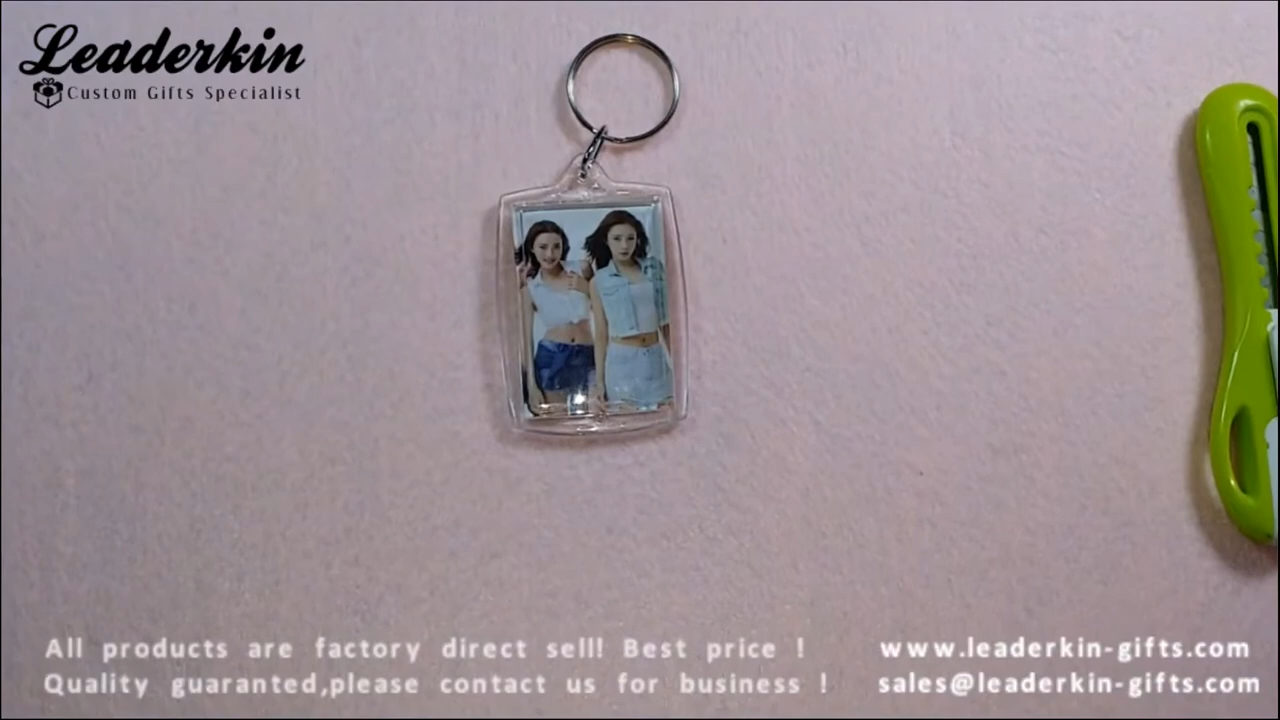 Leaderkin
Custom Gifts Specialist
All products are factory direct sell! Best price !
Quality guaranted,please contact us for business !
www.leaderkin-gifts.com
sales@leaderkin-gifts.com